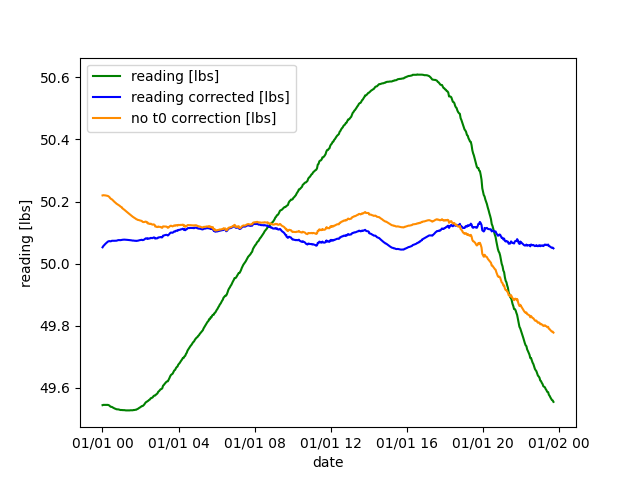 reading [lbs]
reading corrected [lbs]
no t0 correction [lbs]
reading [lbs]
50.6
50.4
50.2
50.0
49.8
49.6
01/01 00 01/01 04 01/01 08 01/01 12 01/01 16 01/01 20 01/02 00
date